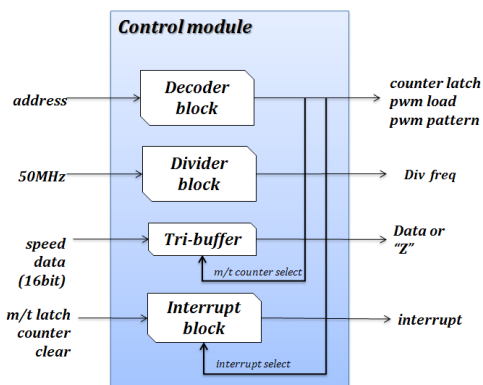 Control module
address
Decoder
block
counter latch
pwm load
pwm pattern
50MHz
Divider
block
Div freq
speed
data
(16bit)
Tri-buffer
Data or
"Z"
m/t counter select
m/t latch
counter
clear
Interrupt
block
interrupt
interrupt select